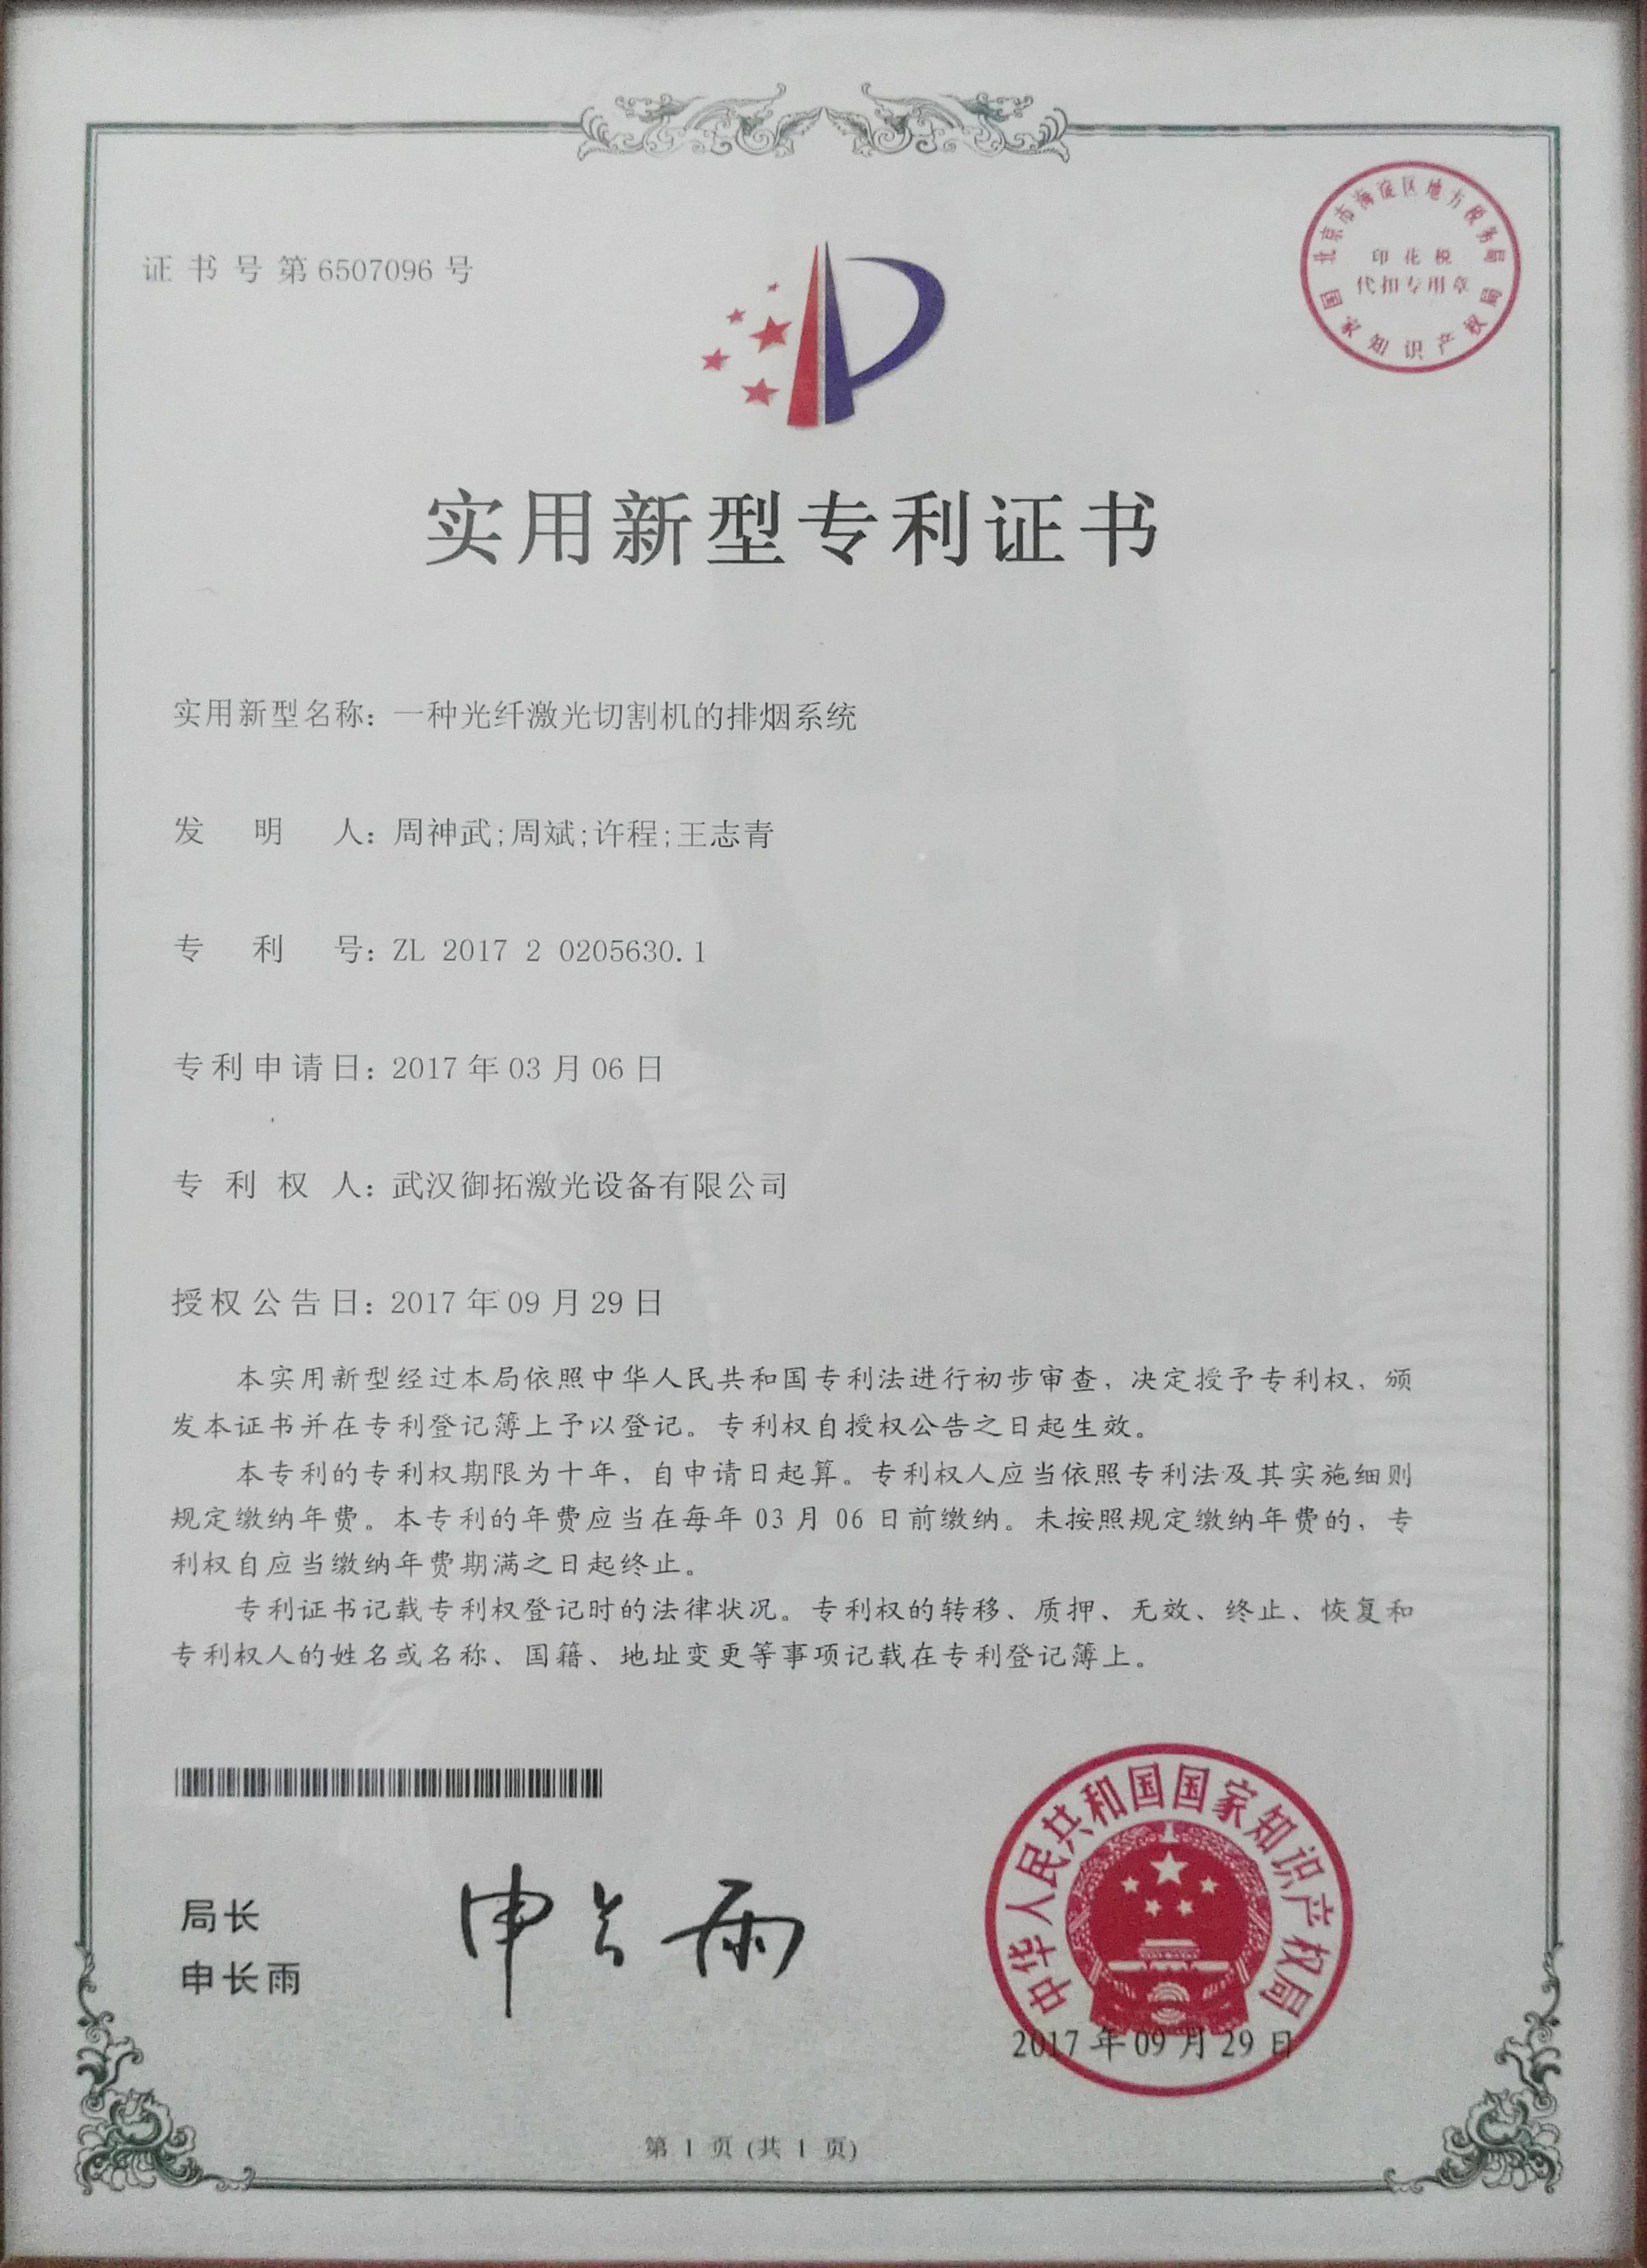 证书号第6507096号
北京市海淀区地方税务局
印花税
代扣专用章
国家知识产权局
实用新型专利证书
实用新型名称：一种光纤激光切割机的排烟系统
发明人：周神武;周斌;许程;王志青
专利号：ZL 2017 2 0205630.1
专利申请日：2017年03月06日
专利权人：武汉御拓激光设备有限公司
授权公告日：2017年09月29日
本实用新型经过本局依照中华人民共和国专利法进行初步审查，决定授予专利权，颁
发本证书并在专利登记簿上予以登记。专利权自授权公告之日起生效。
本专利的专利权期限为十年，自申请日起算。专利权人应当依照专利法及其实施细则
规定缴纳年费。本专利的年费应当在每年03月06日前缴纳。未按照规定缴纳年费的，专
利权自应当缴纳年费期满之日起终止。
专利证书记载专利权登记时的法律状况。专利权的转移、质押、无效、终止、恢复和
专利权人的姓名或名称、国籍、地址变更等事项记载在专利登记簿上。
局长
申长雨
申长雨
中华人民共和国国家知识产权局
2017年09月29日
第1页(共1页)